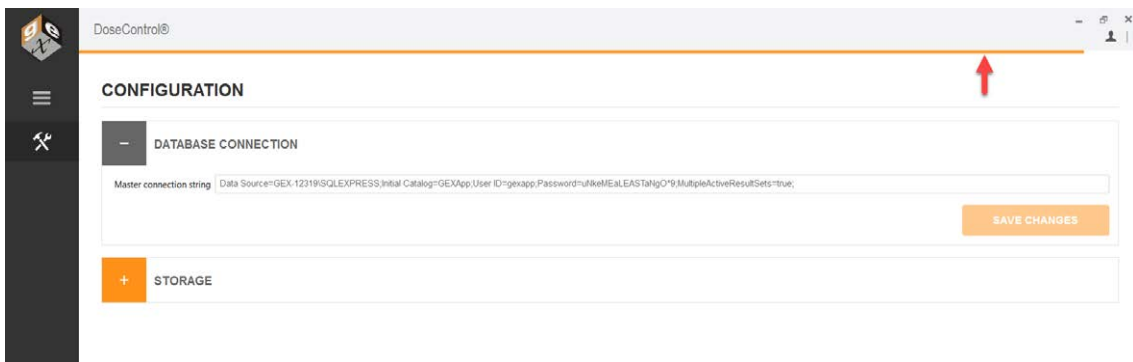 gex
DoseControl®
CONFIGURATION
DATABASE CONNECTION
Master connection string Data Source=GEX-12319\SQLEXPRESS;Initial Catalog=GEXApp;User ID=gexapp;Password=uNkeMEaLEASTaNgO*9;MultipleActiveResultSets=true;
SAVE CHANGES
STORAGE